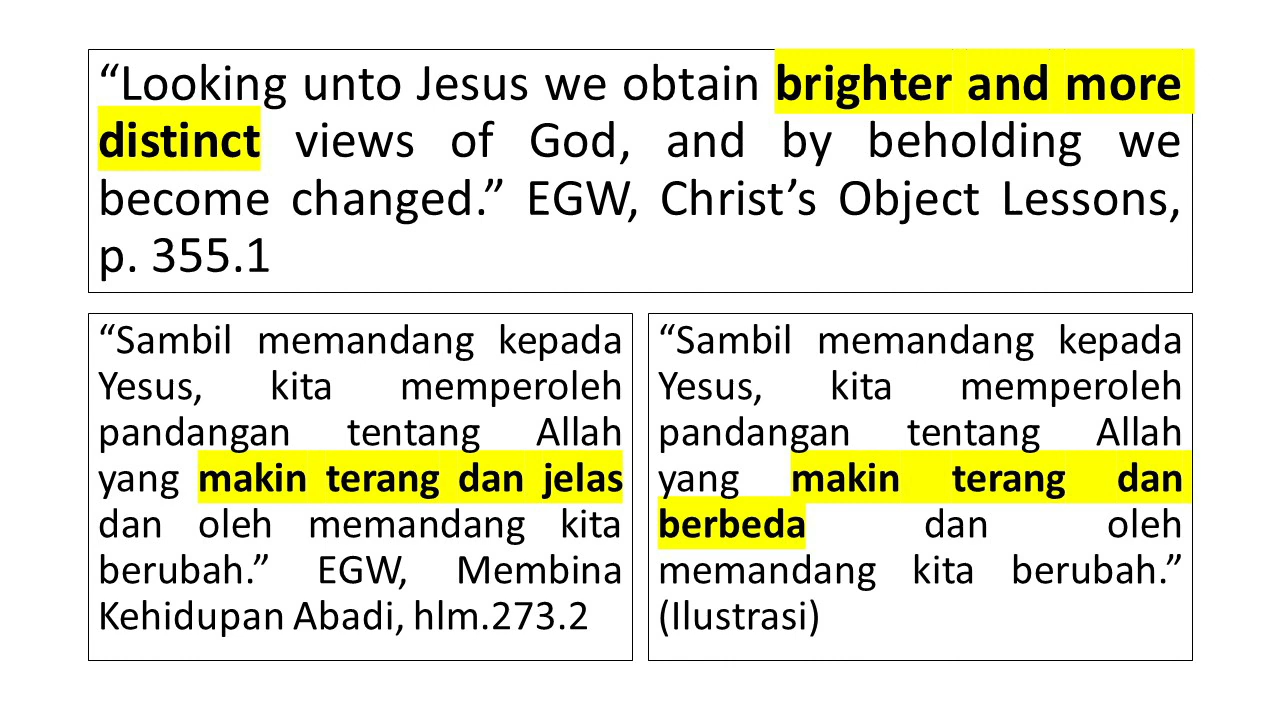 “Looking unto Jesus we obtain brighter and more
distinct views of God, and by beholding we
become changed.” EGW, Christ’s Object Lessons,
p. 355.1
“Sambil memandang kepada
Yesus, kita memperoleh
pandangan tentang Allah
yang makin terang dan jelas
dan oleh memandang kita
berubah.” EGW, Membina
Kehidupan Abadi, hlm.273.2
“Sambil memandang kepada
Yesus, kita memperoleh
pandangan tentang Allah
yang makin terang dan
berbeda dan oleh
memandang kita berubah.”
(Ilustrasi)